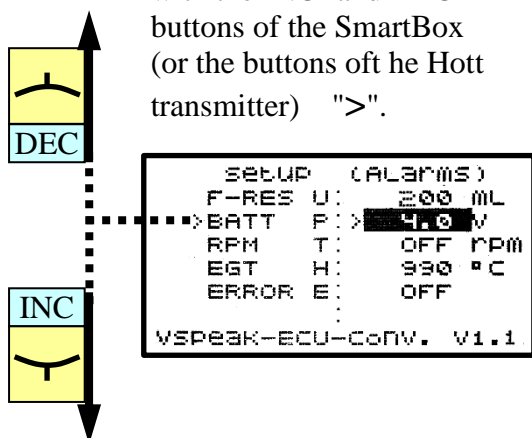 buttons of the SmartBox
(or the buttons oft he Hott
transmitter) ">".
DEC
INC
setup (ALarms)
F-RES U: 200 mL
>BATT P:> 4.0 V
RPM T: OFF rpm
EGT H: 990 °C
ERROR E: OFF
:
VSpeak-ECU-Conv. V1.1